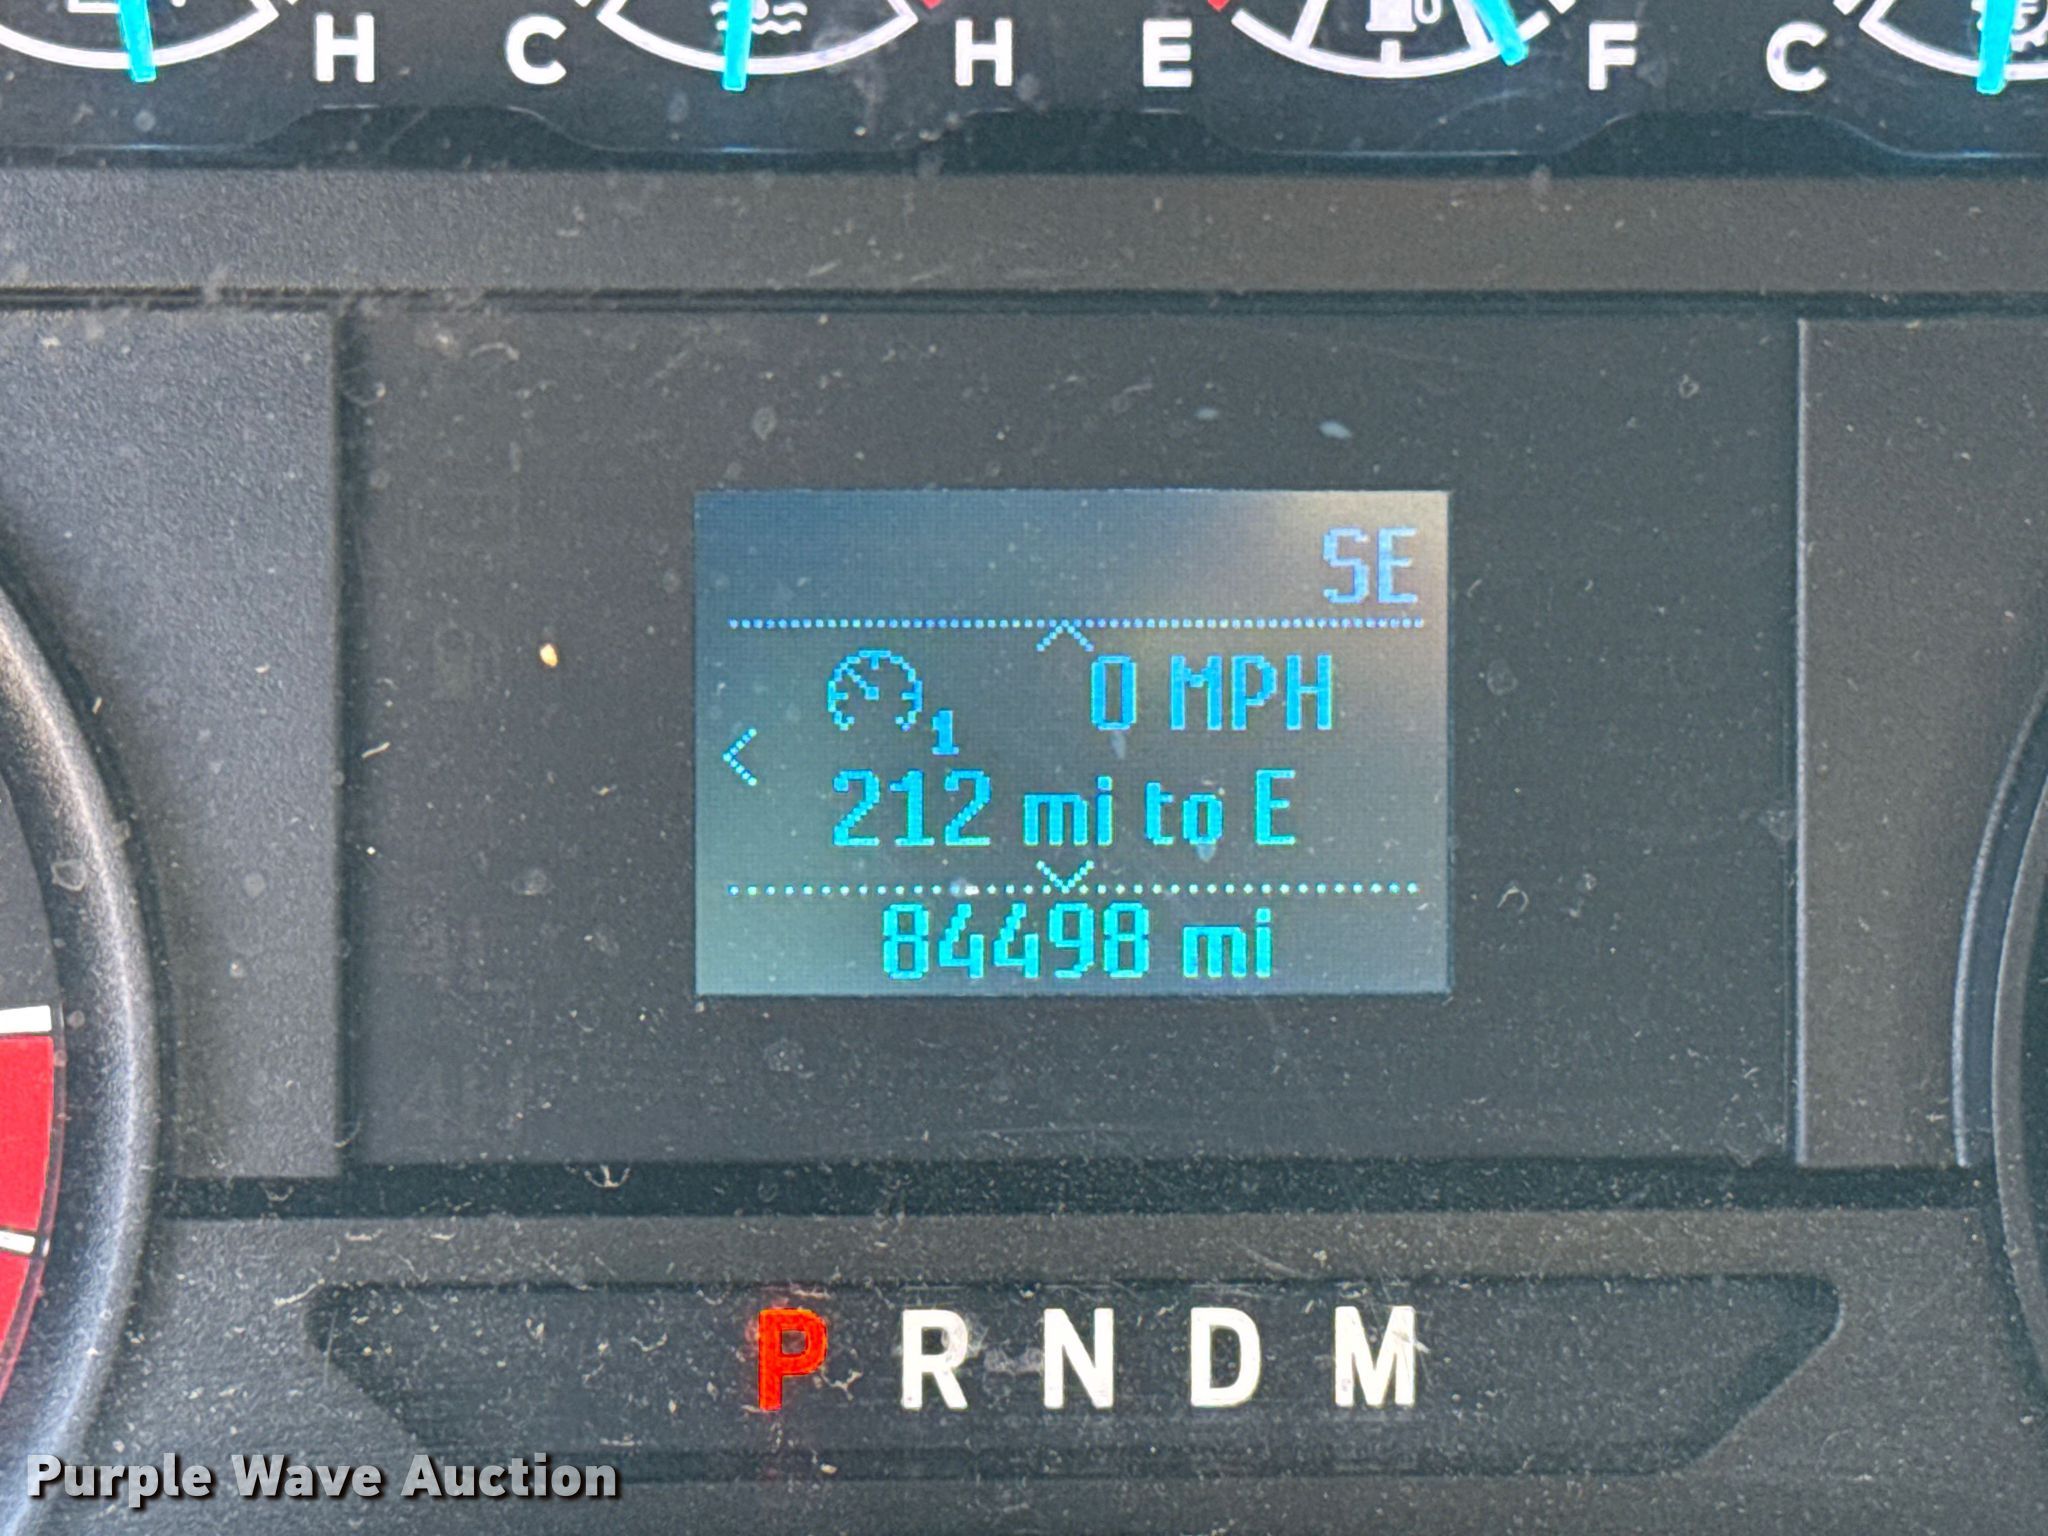 H C H E F C
SE
0 MPH
1
212 mi to E
84498 mi
P R N D M
Purple Wave Auction